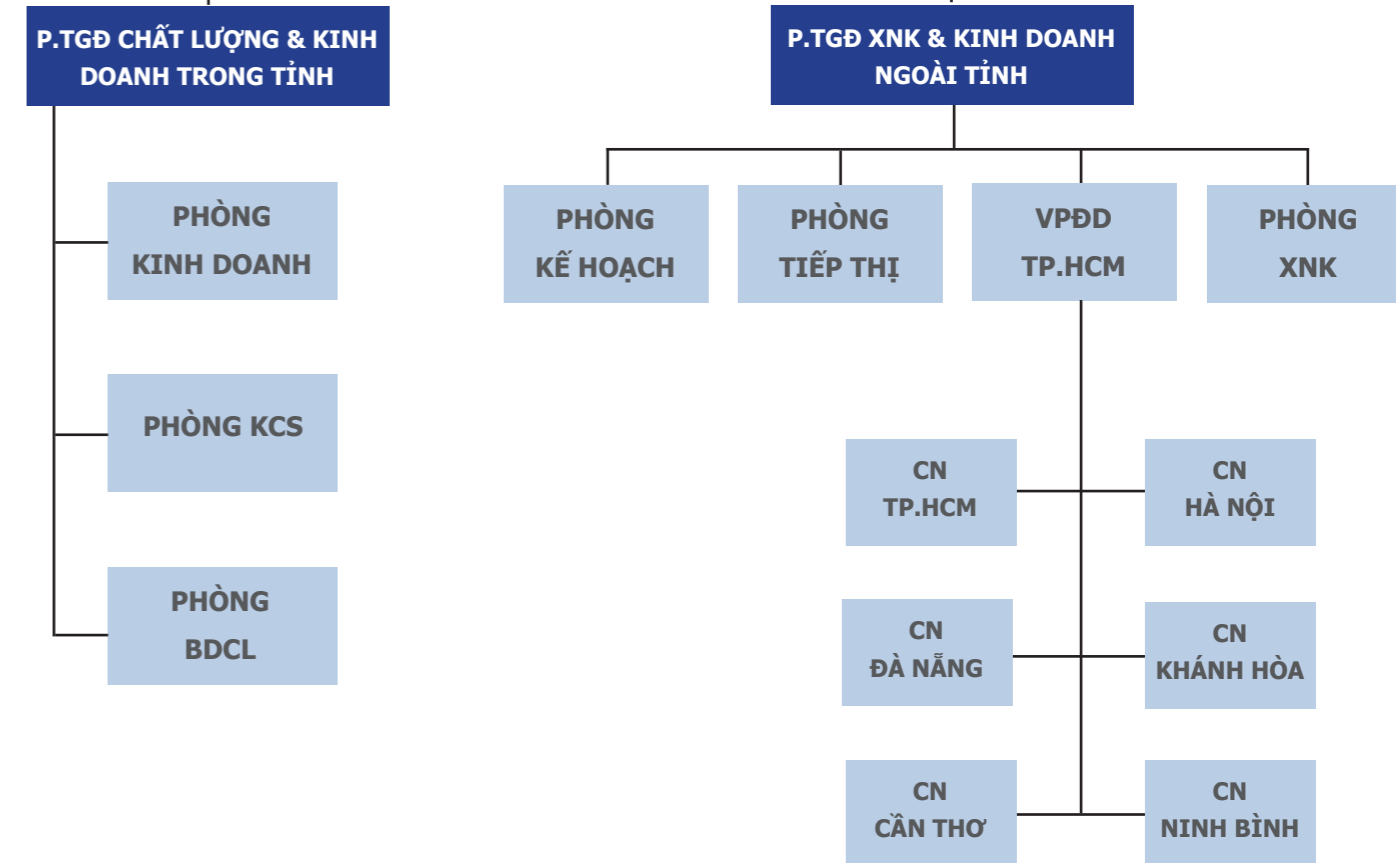 P.TGĐ CHẤT LƯỢNG & KINH
DOANH TRONG TỈNH
PHÒNG
KINH DOANH
PHÒNG KCS
PHÒNG
BDCL
P.TGĐ XNK & KINH DOANH
NGOÀI TỈNH
PHÒNG
KẾ HOẠCH
PHÒNG
TIẾP THỊ
VPĐD
TP.HCM
PHÒNG
XNK
CN
TP.HCM
CN
HÀ NỘI
CN
ĐÀ NẴNG
CN
KHÁNH HÒA
CN
CẦN THƠ
CN
NINH BÌNH